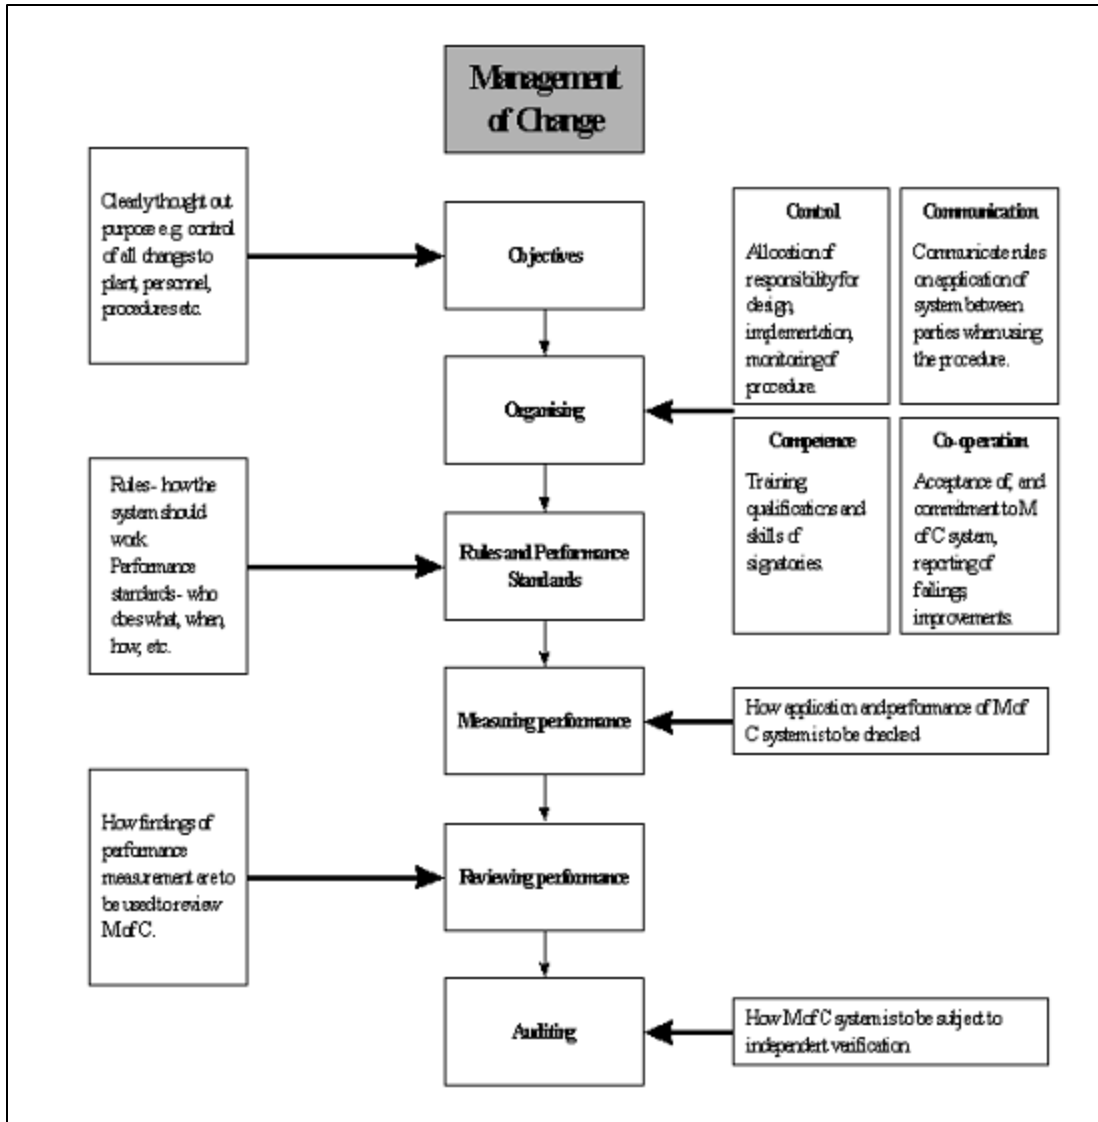 Management
of Change
Clearly thought out
purpose e.g. control
of all changes to
plant, personnel,
procedures etc.
Objectives
Control
Allocation of
responsibility for
design,
implementation,
monitoring of
procedure.
Communication
Communicate rules
on application of
system between
parties when using
the procedure.
Organising
Competence
Training
qualifications and
skills of
signatories.
Co-operation
Acceptance of, and
commitment to M
of C system,
reporting of
failings,
improvements.
Rules - how the
system should
work.
Performance
standards - who
does what, when,
how, etc.
Rules and Performance
Standards
Measuring performance
How application and performance of M of
C system is to be checked
How findings of
performance
measurement are to
be used to review
M of C.
Reviewing performance
Auditing
How M of C system is to be subject to
independent verification